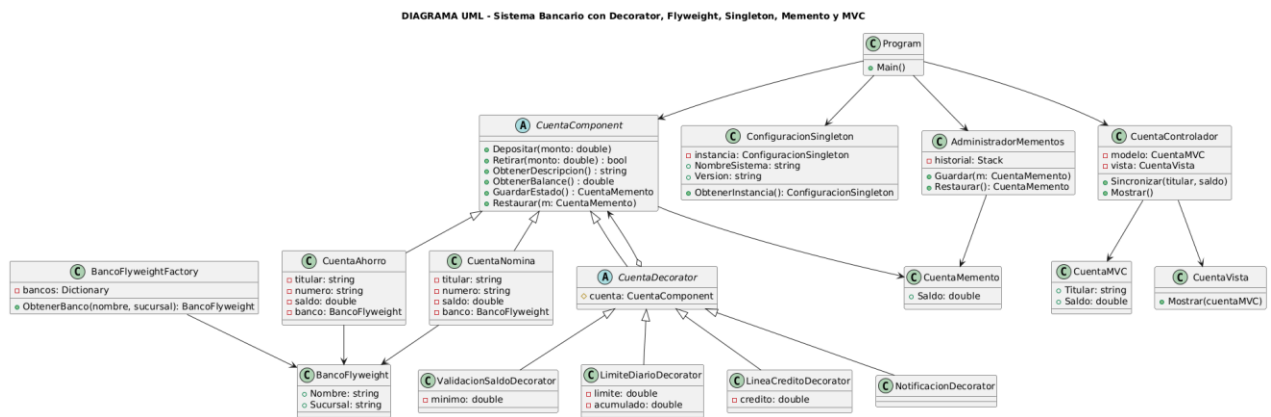 DIAGRAMA UML - Sistema Bancario con Decorator, Flyweight, Singleton, Memento y MVC
C Program
Main()
A CuentaComponent
Depositar(monto: double)
Retirar(monto: double) : bool
ObtenerDescripcion() : string
ObtenerBalance() : double
GuardarEstado() : CuentaMemento
Restaurar(m: CuentaMemento)
C ConfiguracionSingleton
instancia: ConfiguracionSingleton
NombreSistema: string
Version: string
ObtenerInstancia(): ConfiguracionSingleton
C AdministradorMementos
historial: Stack
Guardar(m: CuentaMemento)
Restaurar(): CuentaMemento
C CuentaControlador
modelo: CuentaMVC
vista: CuentaVista
Sincronizar(titular, saldo)
Mostrar()
C BancoFlyweightFactory
bancos: Dictionary
ObtenerBanco(nombre, sucursal): BancoFlyweight
C CuentaAhorro
titular: string
numero: string
saldo: double
banco: BancoFlyweight
C CuentaNomina
titular: string
numero: string
saldo: double
banco: BancoFlyweight
A CuentaDecorator
cuenta: CuentaComponent
C CuentaMemento
Saldo: double
C CuentaMVC
Titular: string
Saldo: double
C CuentaVista
Mostrar(cuentaMVC)
C BancoFlyweight
Nombre: string
Sucursal: string
C ValidacionSaldoDecorator
minimo: double
C LimiteDiarioDecorator
limite: double
acumulado: double
C LineaCreditoDecorator
credito: double
C NotificacionDecorator